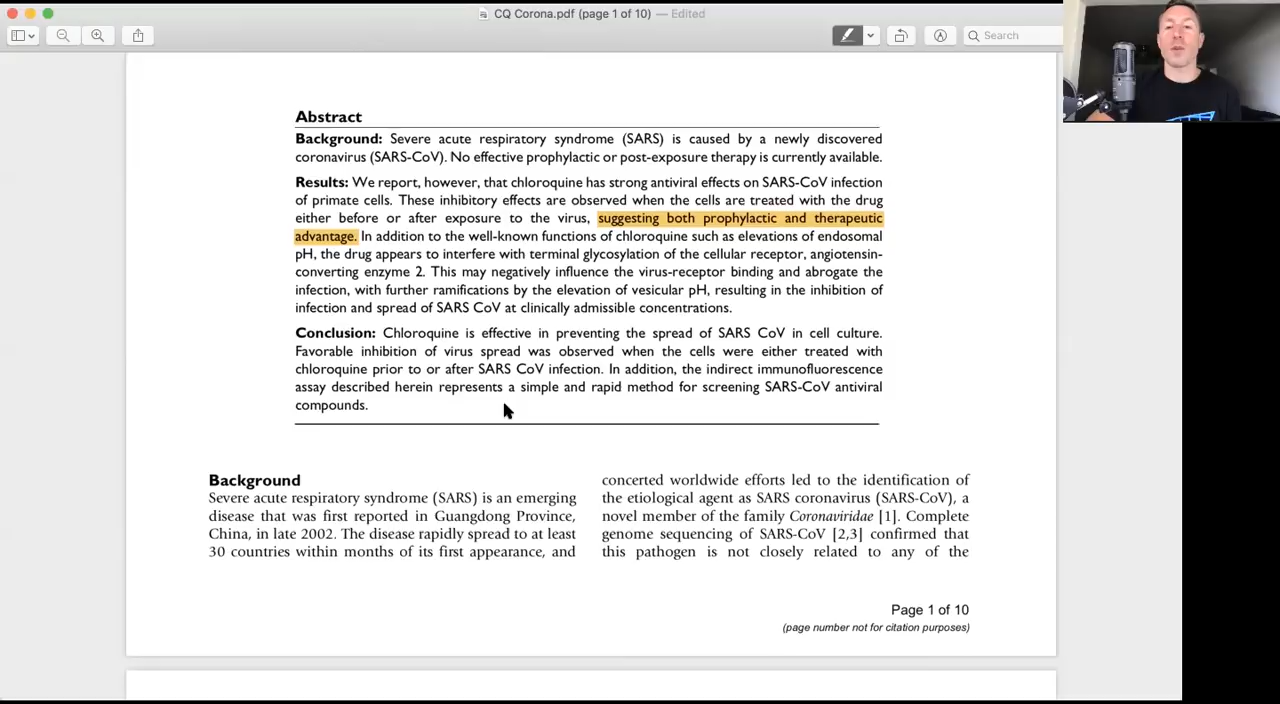 CQ Corona.pdf (page 1 of 10) — Edited
Search
Abstract
Background: Severe acute respiratory syndrome (SARS) is caused by a newly discovered
coronavirus (SARS-CoV). No effective prophylactic or post-exposure therapy is currently available.
Results: We report, however, that chloroquine has strong antiviral effects on SARS-CoV infection
of primate cells. These inhibitory effects are observed when the cells are treated with the drug
either before or after exposure to the virus, suggesting both prophylactic and therapeutic
advantage. In addition to the well-known functions of chloroquine such as elevations of endosomal
pH, the drug appears to interfere with terminal glycosylation of the cellular receptor, angiotensin-
converting enzyme 2. This may negatively influence the virus-receptor binding and abrogate the
infection, with further ramifications by the elevation of vesicular pH, resulting in the inhibition of
infection and spread of SARS CoV at clinically admissible concentrations.
Conclusion: Chloroquine is effective in preventing the spread of SARS CoV in cell culture.
Favorable inhibition of virus spread was observed when the cells were either treated with
chloroquine prior to or after SARS CoV infection. In addition, the indirect immunofluorescence
assay described herein represents a simple and rapid method for screening SARS-CoV antiviral
compounds.
Background
Severe acute respiratory syndrome (SARS) is an emerging
disease that was first reported in Guangdong Province,
China, in late 2002. The disease rapidly spread to at least
30 countries within months of its first appearance, and
concerted worldwide efforts led to the identification of
the etiological agent as SARS coronavirus (SARS-CoV), a
novel member of the family Coronaviridae [1]. Complete
genome sequencing of SARS-CoV [2,3] confirmed that
this pathogen is not closely related to any of the
Page 1 of 10
(page number not for citation purposes)